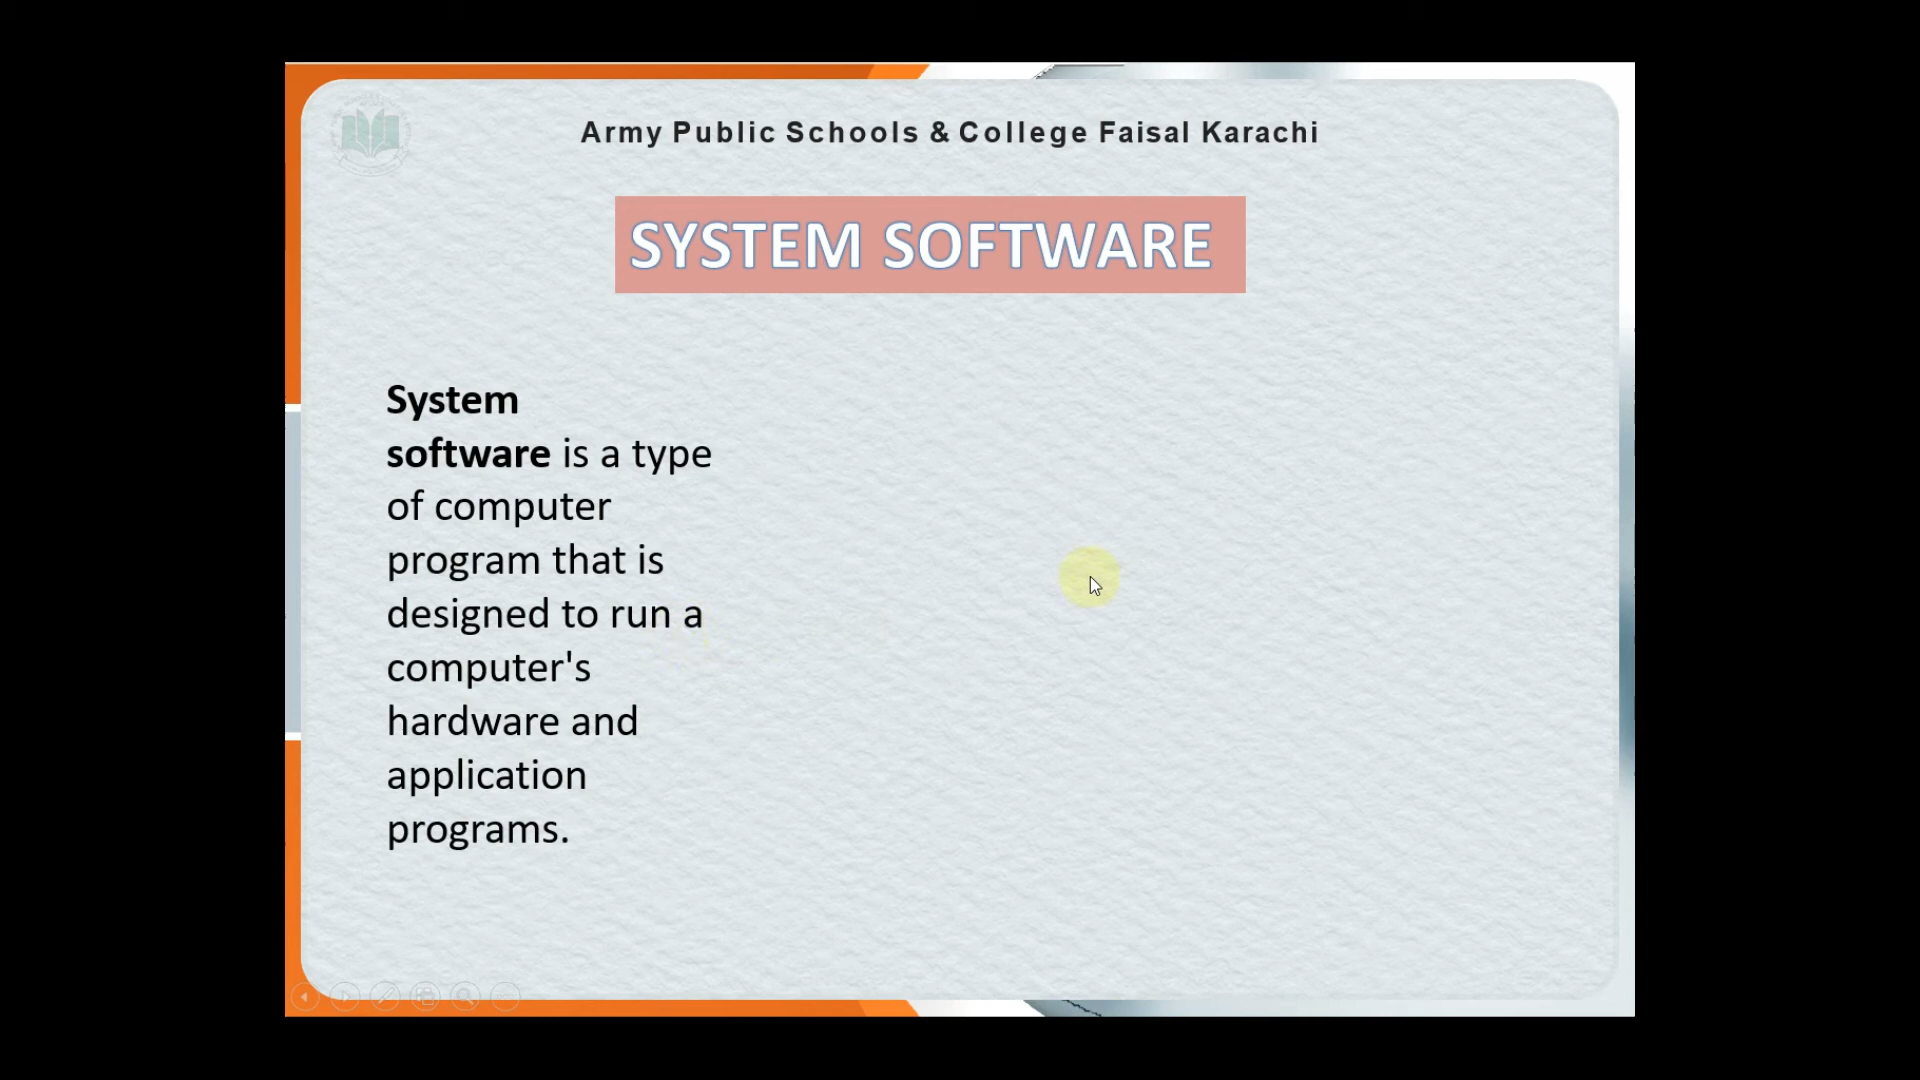 Army Public Schools & College Faisal Karachi
SYSTEM SOFTWARE
System
software is a type
of computer
program that is
designed to run a
computer's
hardware and
application
programs.